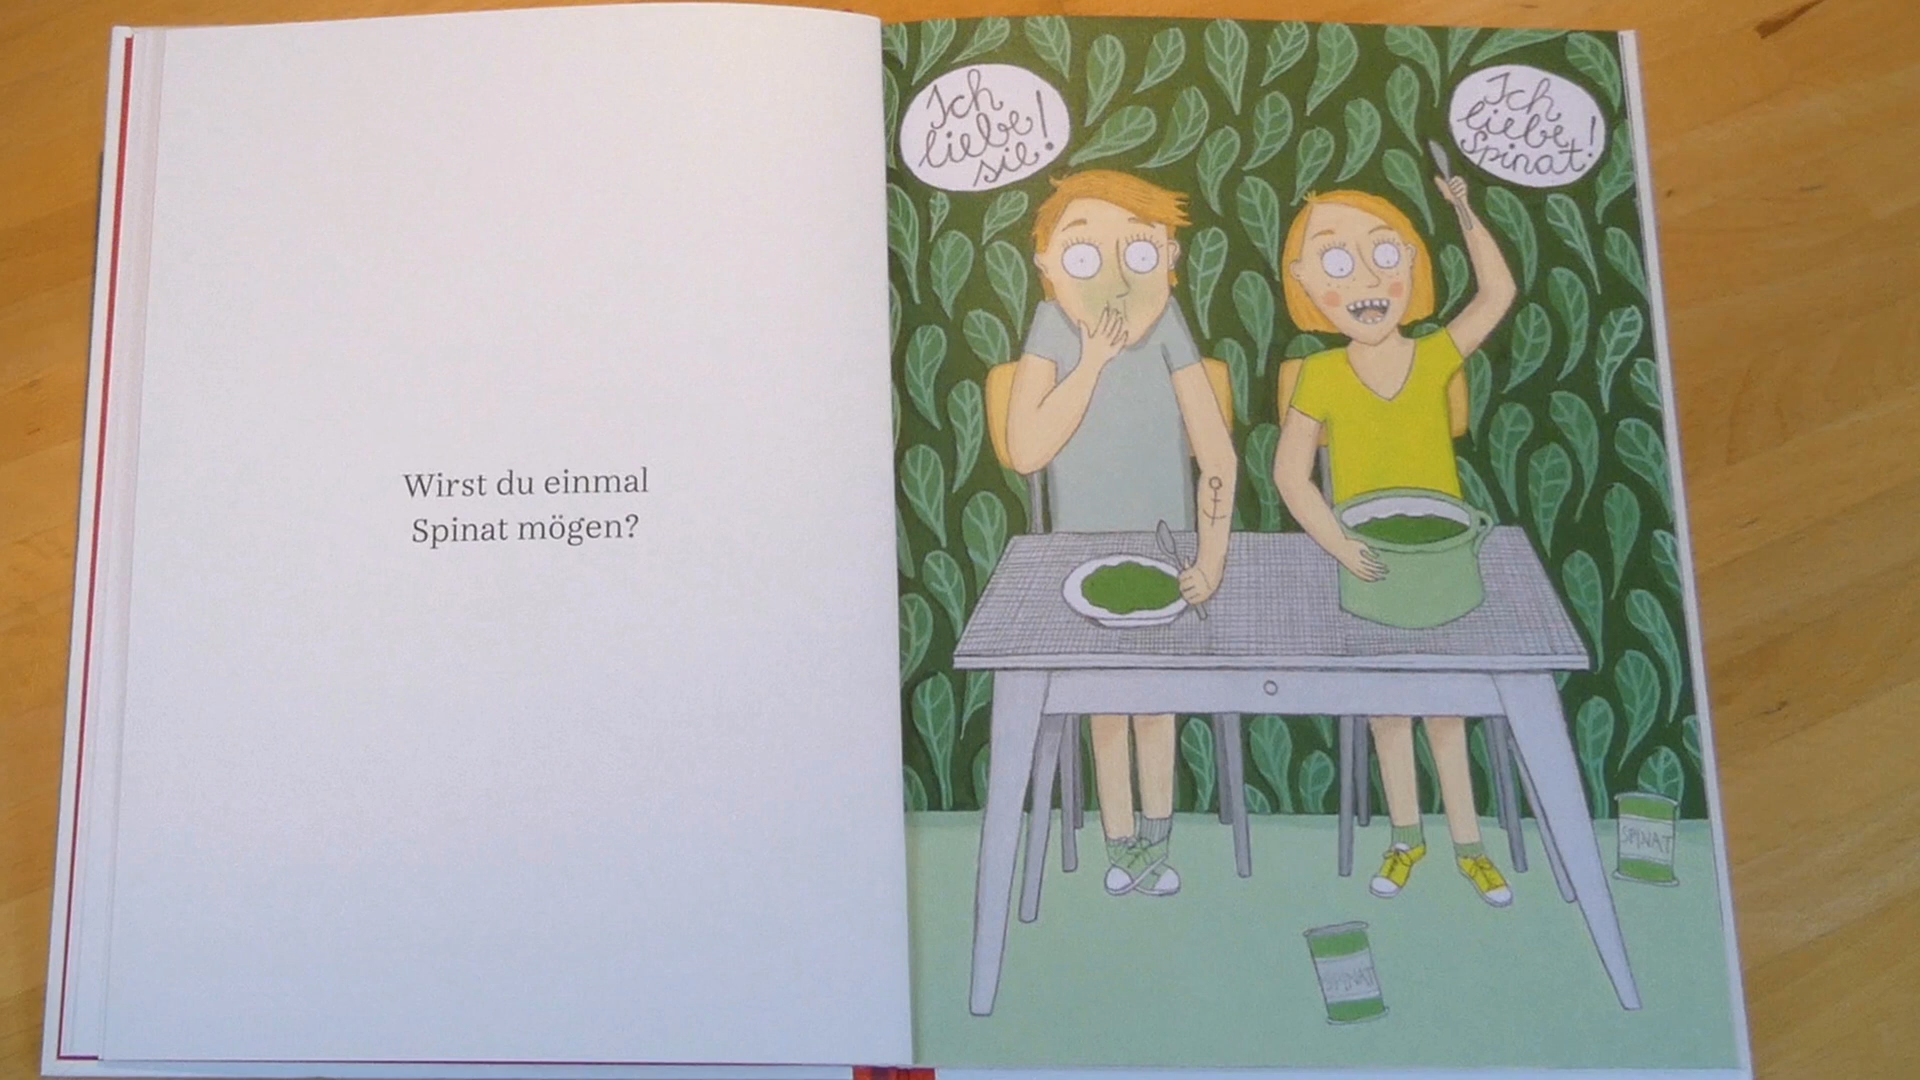 Wirst du einmal
Spinat mögen?
Ich
liebe!
sie!
Ich
liebe!
Spinat!
SPINAT
SPINAT